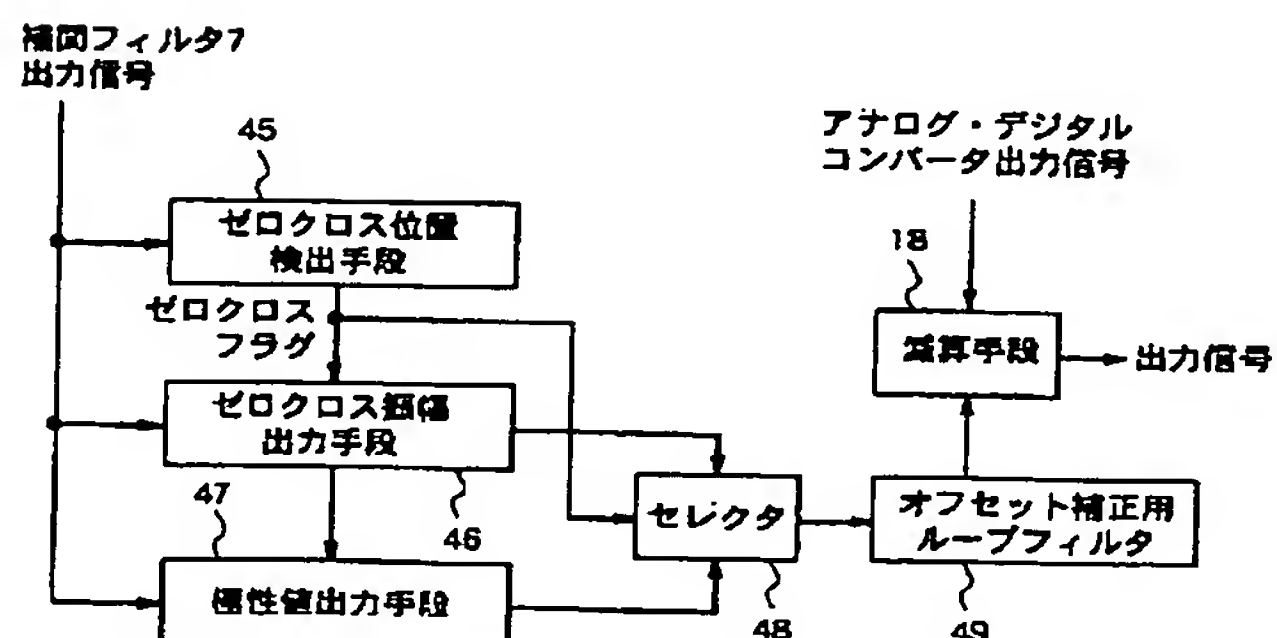 補間フィルタ7
出力信号
45
アナログ・デジタル
コンバータ出力信号
ゼロクロス位置
検出手段
18
ゼロクロス
フラグ
減算手段
出力信号
ゼロクロス振幅
出力手段
47
46
セレクタ
オフセット補正用
ループフィルタ
極性値出力手段
48
49